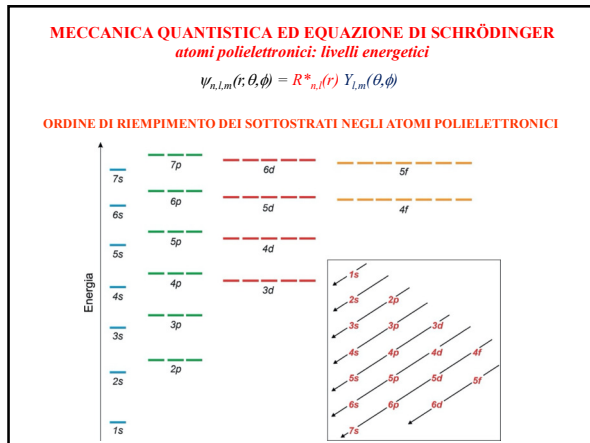 MECCANICA QUANTISTICA ED EQUAZIONE DI SCHRÖDINGER
atomi polielettronici: livelli energetici
ψn,l,m(r,θ,ϕ) = R*n,l(r) Yl,m(θ,ϕ)
ORDINE DI RIEMPIMENTO DEI SOTTOSTRATI NEGLI ATOMI POLIELETTRONICI
Energia
7s 7p 6d 5f
6s 6p 5d 4f
5s 5p 4d
4s 4p 3d
3s 3p
2s 2p
1s
1s
2s 2p
3s 3p 3d
4s 4p 4d 4f
5s 5p 5d 5f
6s 6p 6d
7s